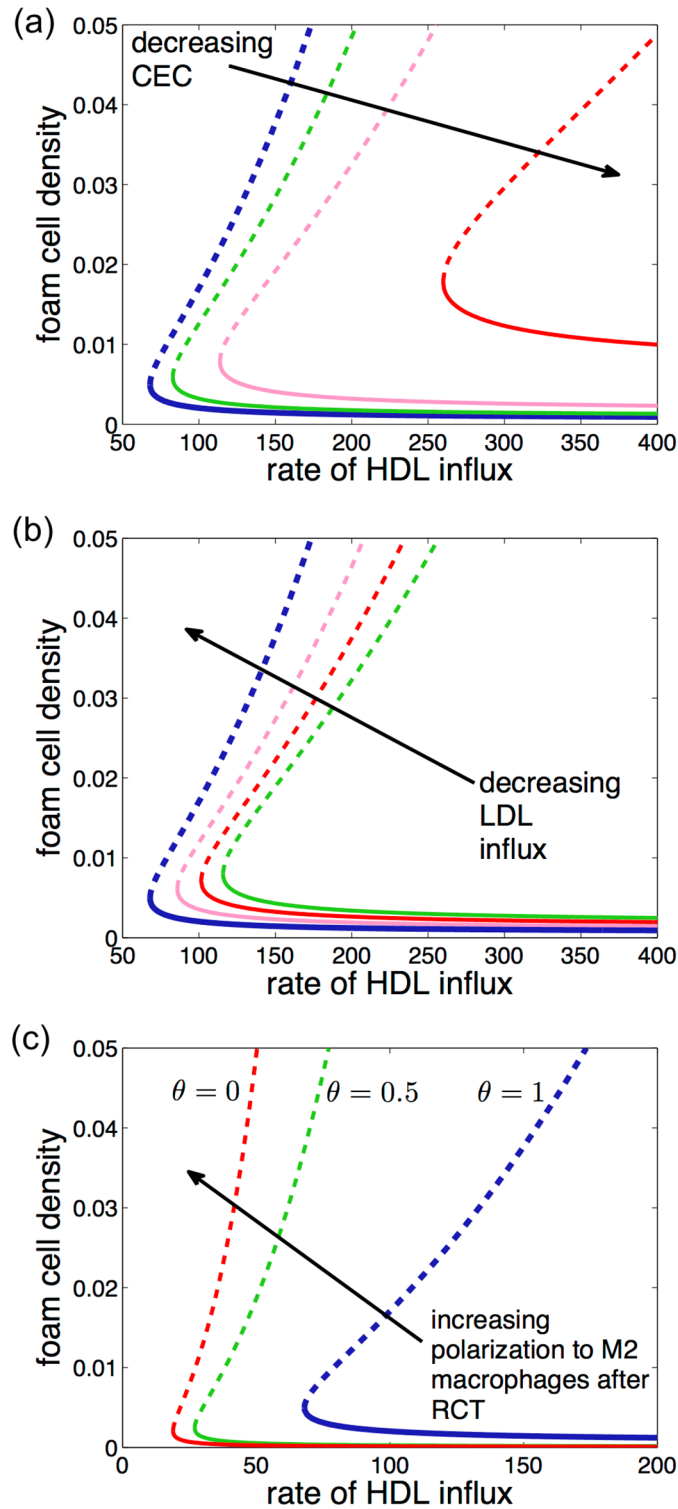 (a)
0.05
decreasing
CEC
0.04
0.03
0.02
0.01
0
foam cell density
50 100 150 200 250 300 350 400
rate of HDL influx
(b)
0.05
0.04
0.03
0.02
decreasing
LDL
influx
0.01
0
foam cell density
50 100 150 200 250 300 350 400
rate of HDL influx
(c)
0.05
θ = 0 θ = 0.5 θ = 1
0.04
0.03
0.02
increasing
polarization to M2
macrophages after
RCT
0.01
0
foam cell density
0 50 100 150 200
rate of HDL influx